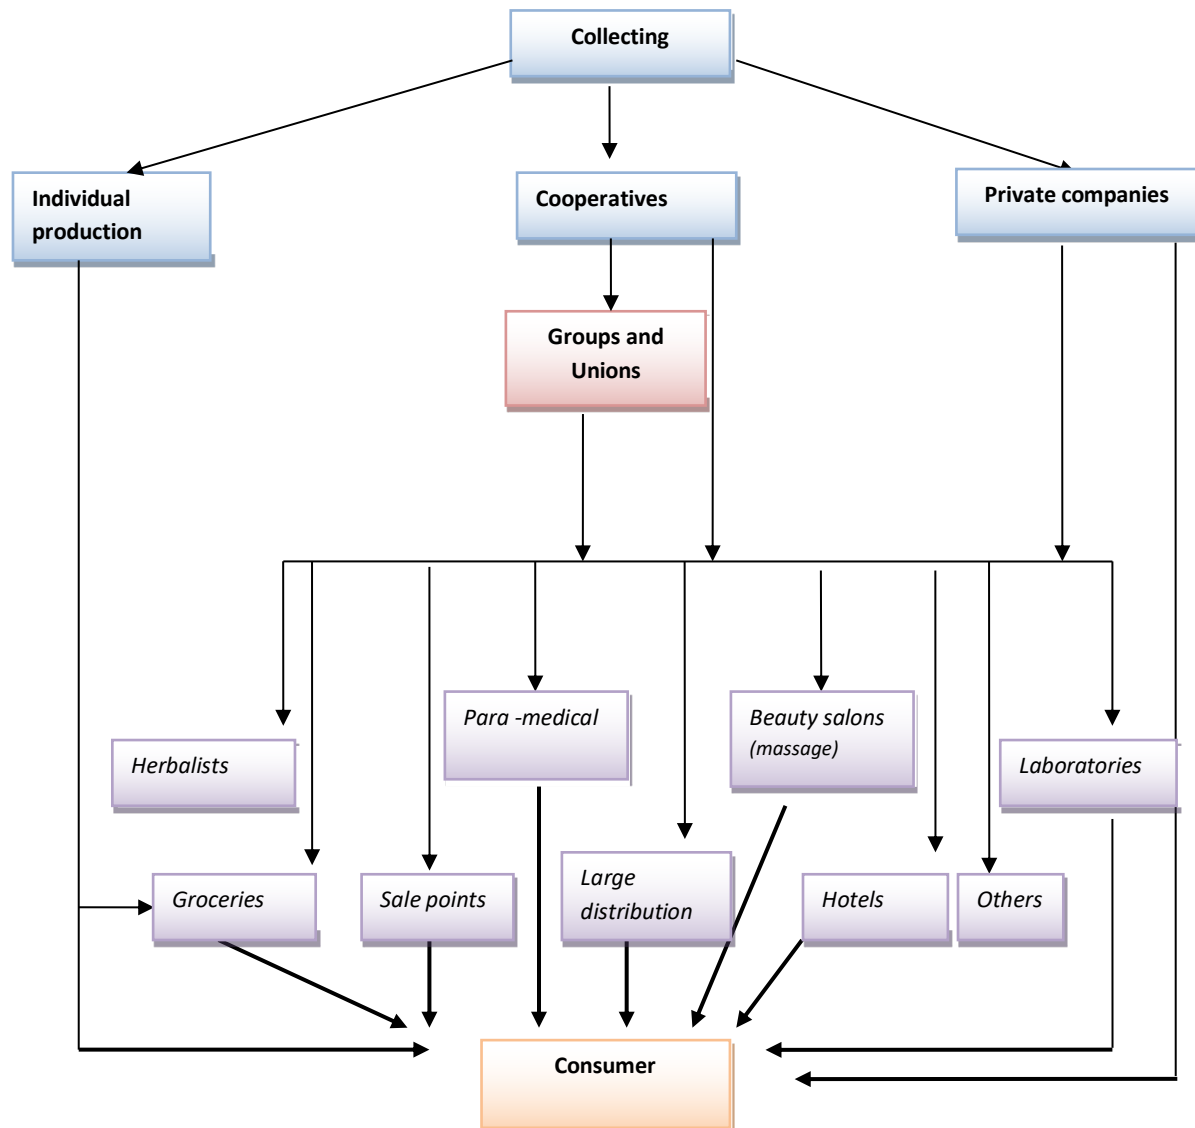 Collecting
Individual
production
Cooperatives
Private companies
Groups and
Unions
Para -medical
Beauty salons
(massage)
Herbalists
Laboratories
Groceries
Sale points
Large
distribution
Hotels
Others
Consumer